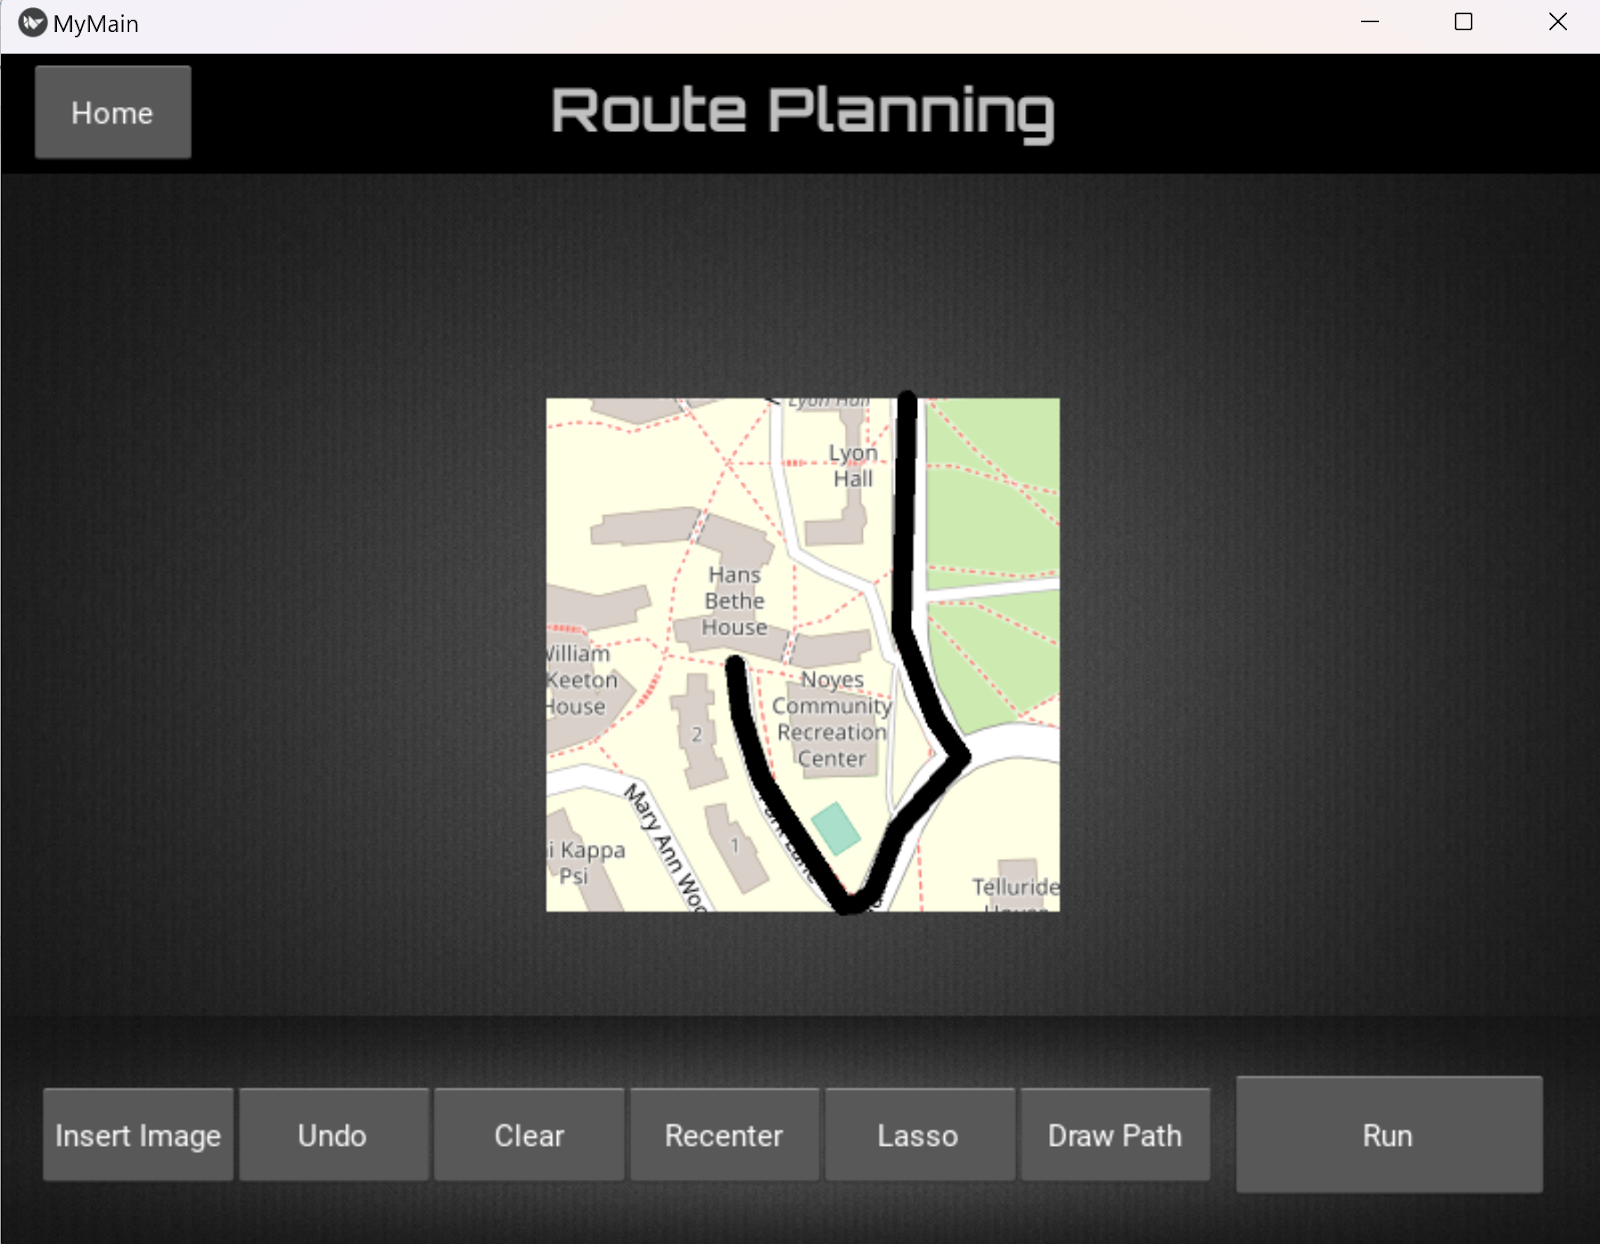 MyMain
Home
Route Planning
Lyon Hall
Lyon
Hall
Hans
Bethe
House
William
Keeton
House
Noyes
Community
Recreation
Center
2
1
Mary Ann Woo
i Kappa
Psi
Telluride
Insert Image
Undo
Clear
Recenter
Lasso
Draw Path
Run